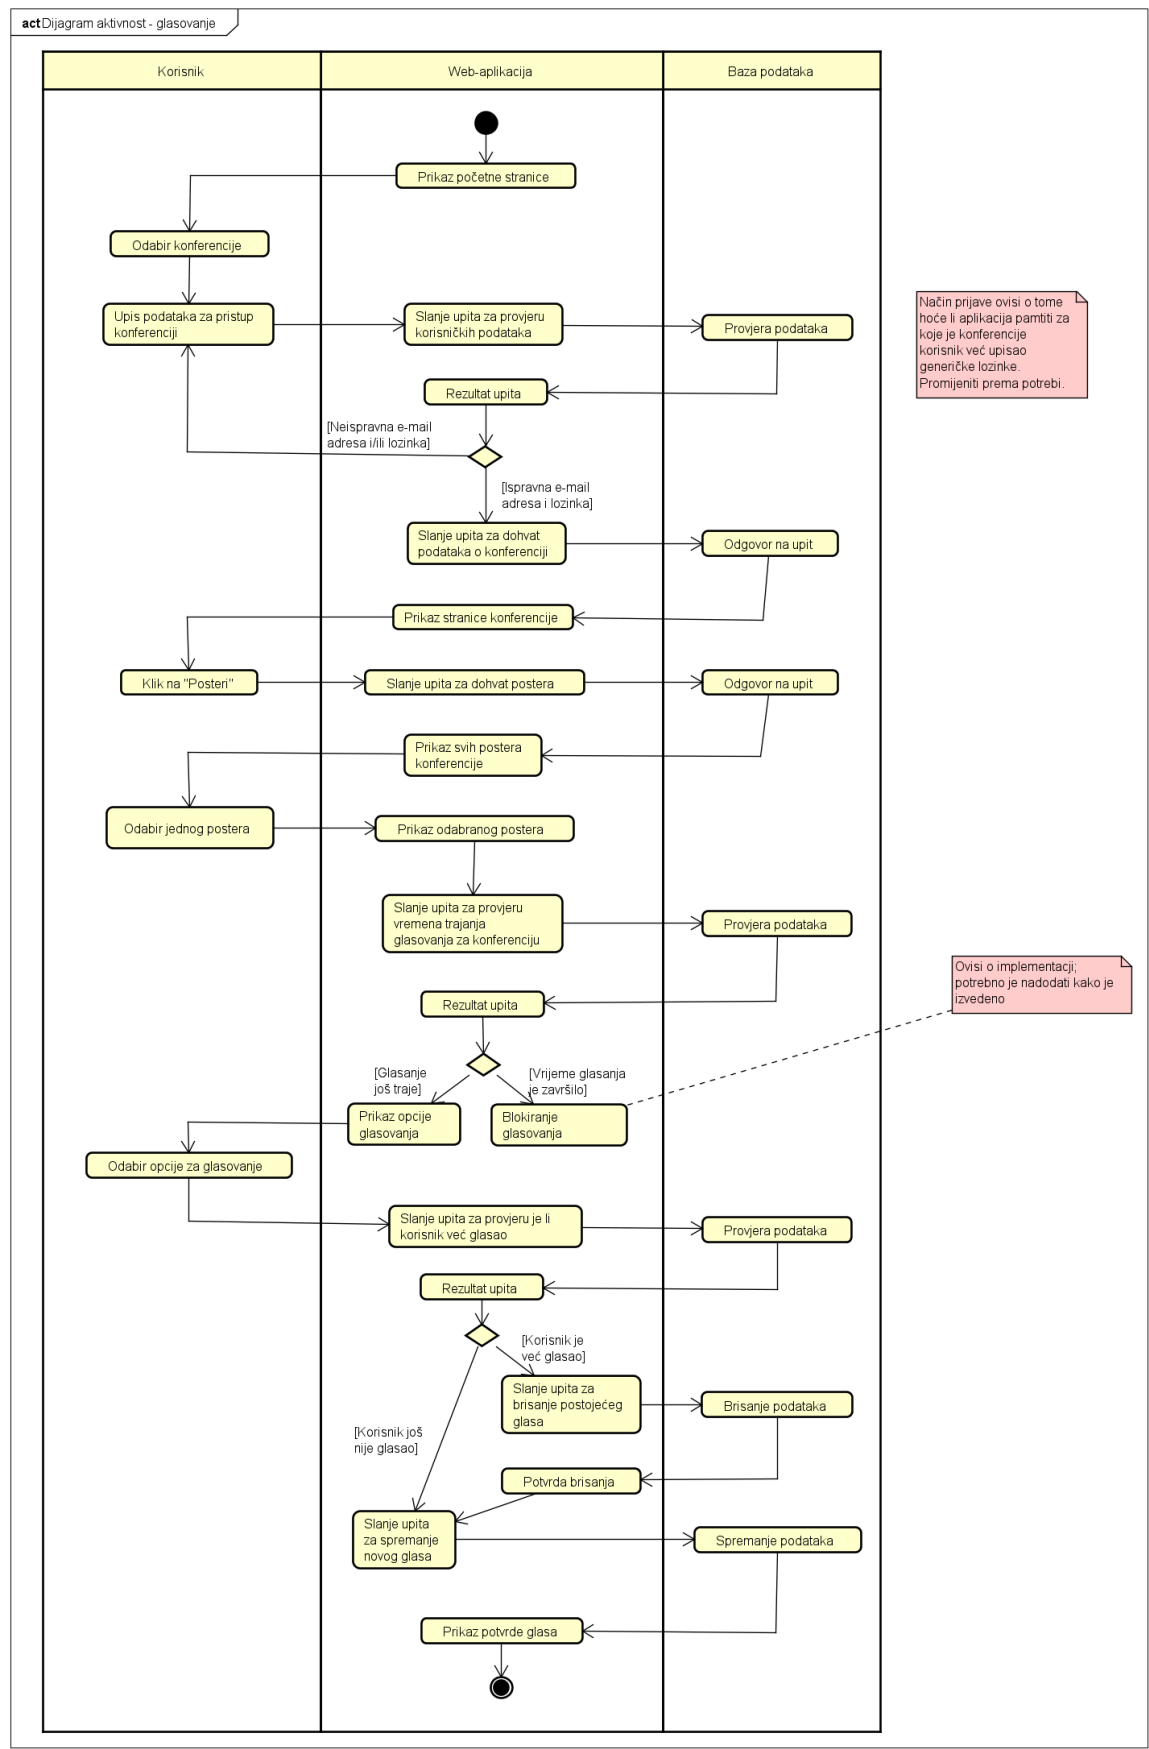 act Dijagram aktivnost - glasovanje
Korisnik
Web-aplikacija
Baza podataka
Prikaz početne stranice
Odabir konferencije
Upis podataka za pristup
konferenciji
Slanje upita za provjeru
korisničkih podataka
Provjera podataka
Način prijave ovisi o tome
hoće li aplikacija pamtiti za
koje je konferencije
korisnik već upisao
generičke lozinke.
Promijeniti prema potrebi.
Rezultat upita
[Neispravna e-mail
adresa i/ili lozinka]
[Ispravna e-mail
adresa i lozinka]
Slanje upita za dohvat
podataka o konferenciji
Odgovor na upit
Prikaz stranice konferencije
Klik na "Posteri"
Slanje upita za dohvat postera
Odgovor na upit
Prikaz svih postera
konferencije
Odabir jednog postera
Prikaz odabranog postera
Slanje upita za provjeru
vremena trajanja
glasovanja za konferenciju
Provjera podataka
Ovisi o implementacji;
potrebno je nadodati kako je
izvedeno
Rezultat upita
[Glasanje
još traje]
[Vrijeme glasanja
je završilo]
Prikaz opcije
glasovanja
Blokiranje
glasovanja
Odabir opcije za glasovanje
Slanje upita za provjeru je li
korisnik već glasao
Provjera podataka
Rezultat upita
[Korisnik je
već glasao]
Slanje upita za
brisanje postojećeg
glasa
Brisanje podataka
[Korisnik još
nije glasao]
Potvrda brisanja
Slanje upita
za spremanje
novog glasa
Spremanje podataka
Prikaz potvrde glasa